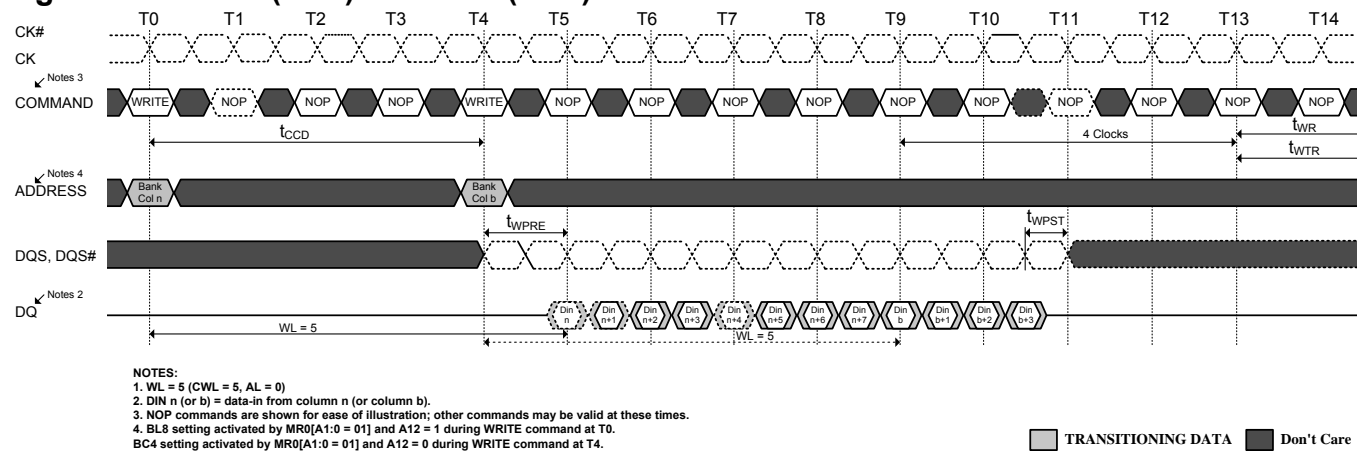 T0 T1 T2 T3 T4 T5 T6 T7 T8 T9 T10 T11 T12 T13 T14
CK#
CK
Notes 3
COMMAND WRITE NOP NOP NOP WRITE NOP NOP NOP NOP NOP NOP NOP NOP NOP NOP
tCCD 4 Clocks tWR
tWTR
Notes 4
ADDRESS Bank Col n Bank Col b
tWPRE tWPST
DQS, DQS#
Notes 2
DQ Din n Din n+1 Din n+2 Din n+3 Din n+4 Din n+5 Din n+6 Din n+7 Din b Din b+1 Din b+2 Din b+3
WL = 5 WL = 5
NOTES:
1. WL = 5 (CWL = 5, AL = 0)
2. DIN n (or b) = data-in from column n (or column b).
3. NOP commands are shown for ease of illustration; other commands may be valid at these times.
4. BL8 setting activated by MR0[A1:0 = 01] and A12 = 1 during WRITE command at T0.
BC4 setting activated by MR0[A1:0 = 01] and A12 = 0 during WRITE command at T4.
TRANSITIONING DATA Don't Care